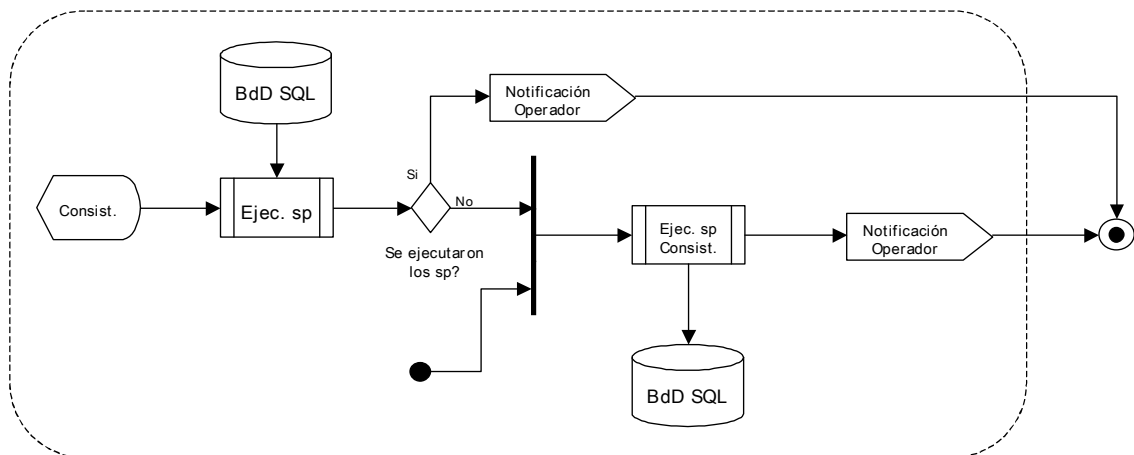 BdD SQL
Notificación
Operador
Si
Consist.
Ejec. sp
No
Se ejecutaron
los sp?
Ejec. sp
Consist.
Notificación
Operador
BdD SQL